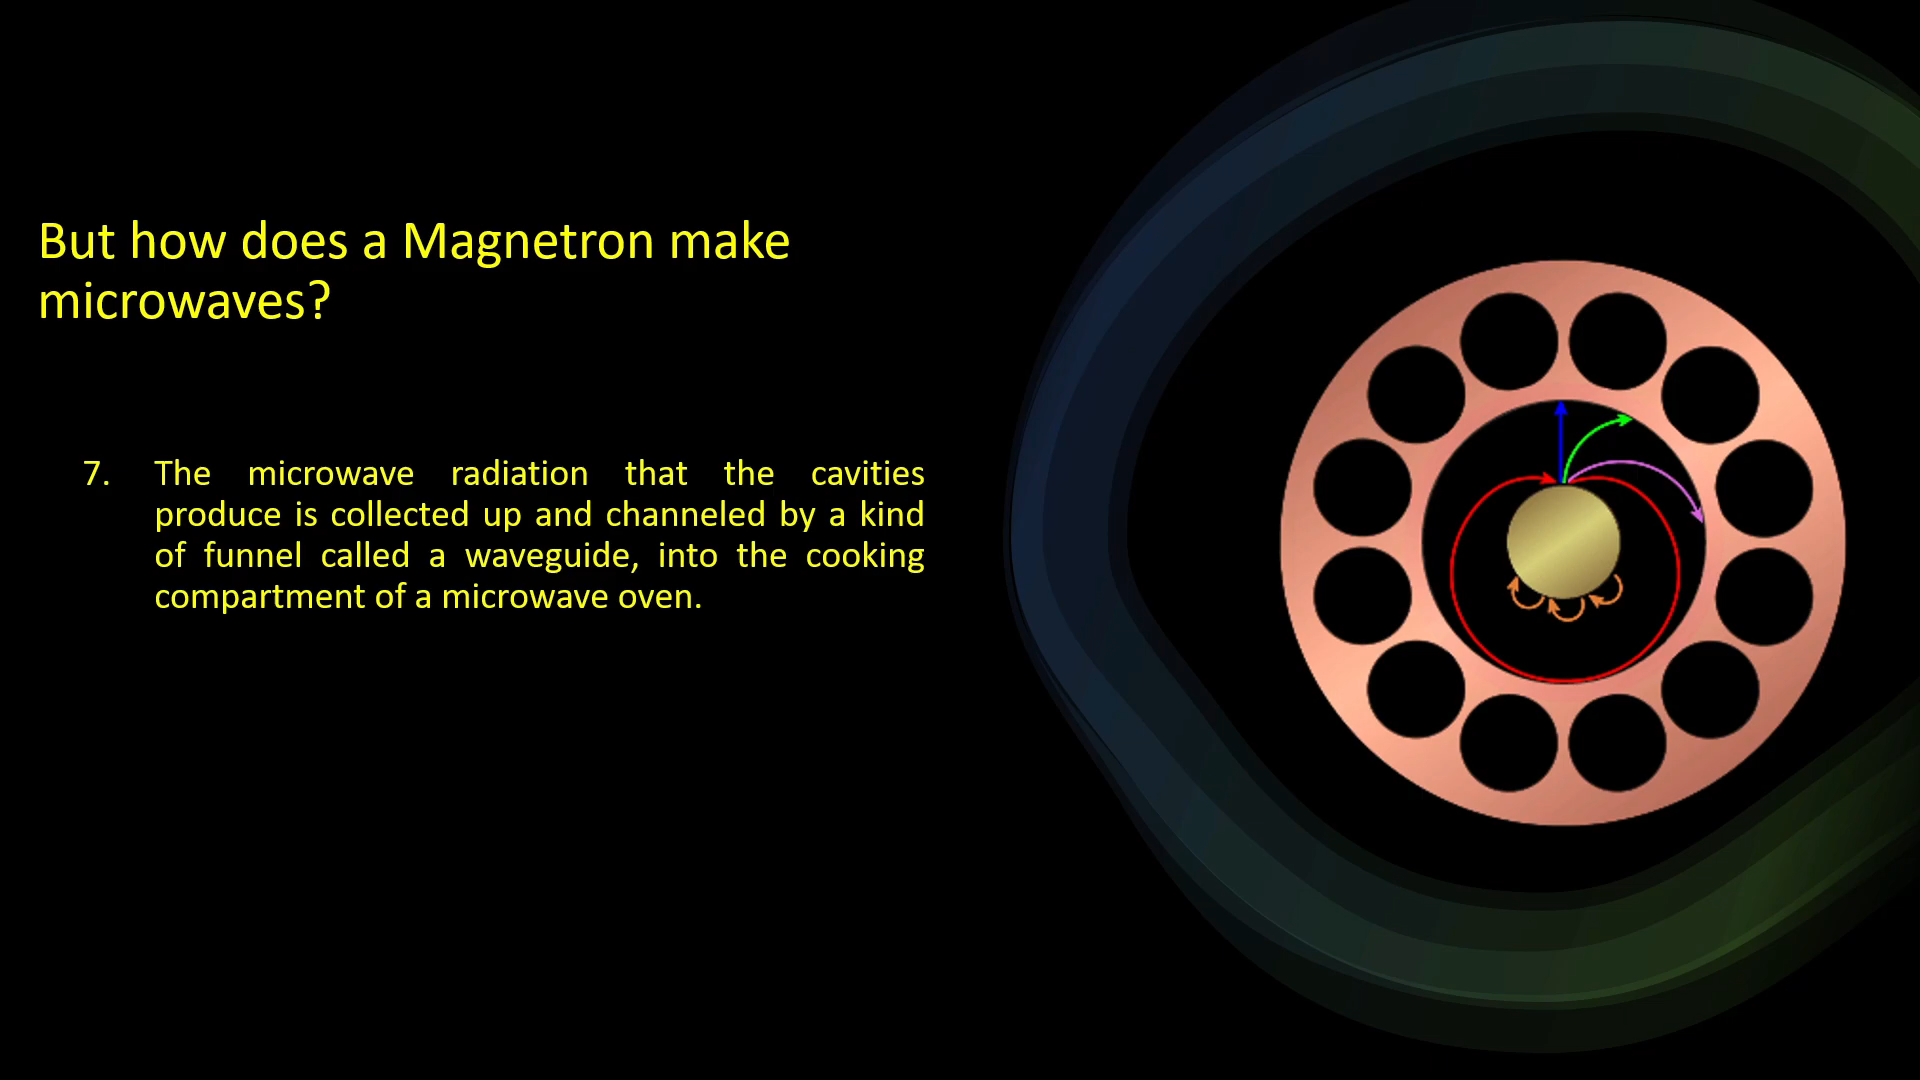 But how does a Magnetron make
microwaves?
7. The microwave radiation that the cavities
produce is collected up and channeled by a kind
of funnel called a waveguide, into the cooking
compartment of a microwave oven.